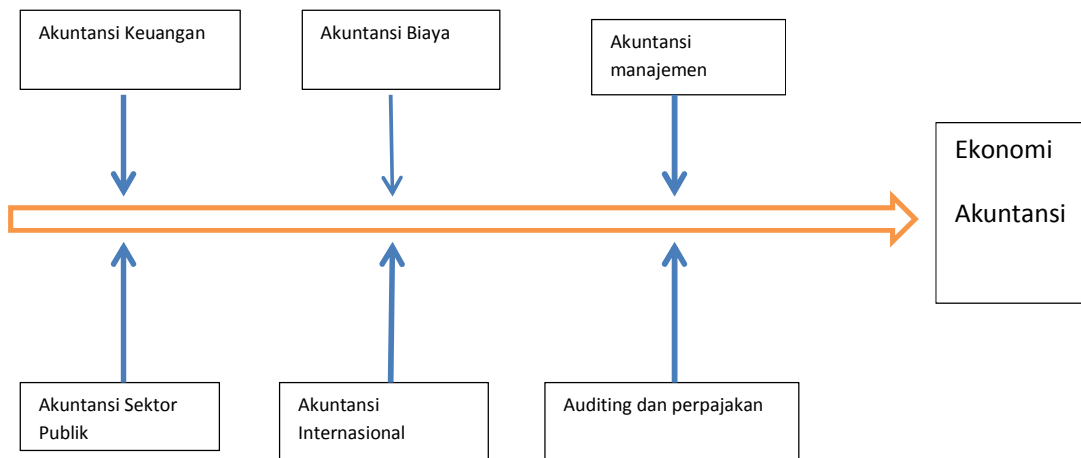 Akuntansi Keuangan
Akuntansi Biaya
Akuntansi
manajemen
Ekonomi
Akuntansi
Akuntansi Sektor
Publik
Akuntansi
Internasional
Auditing dan perpajakan